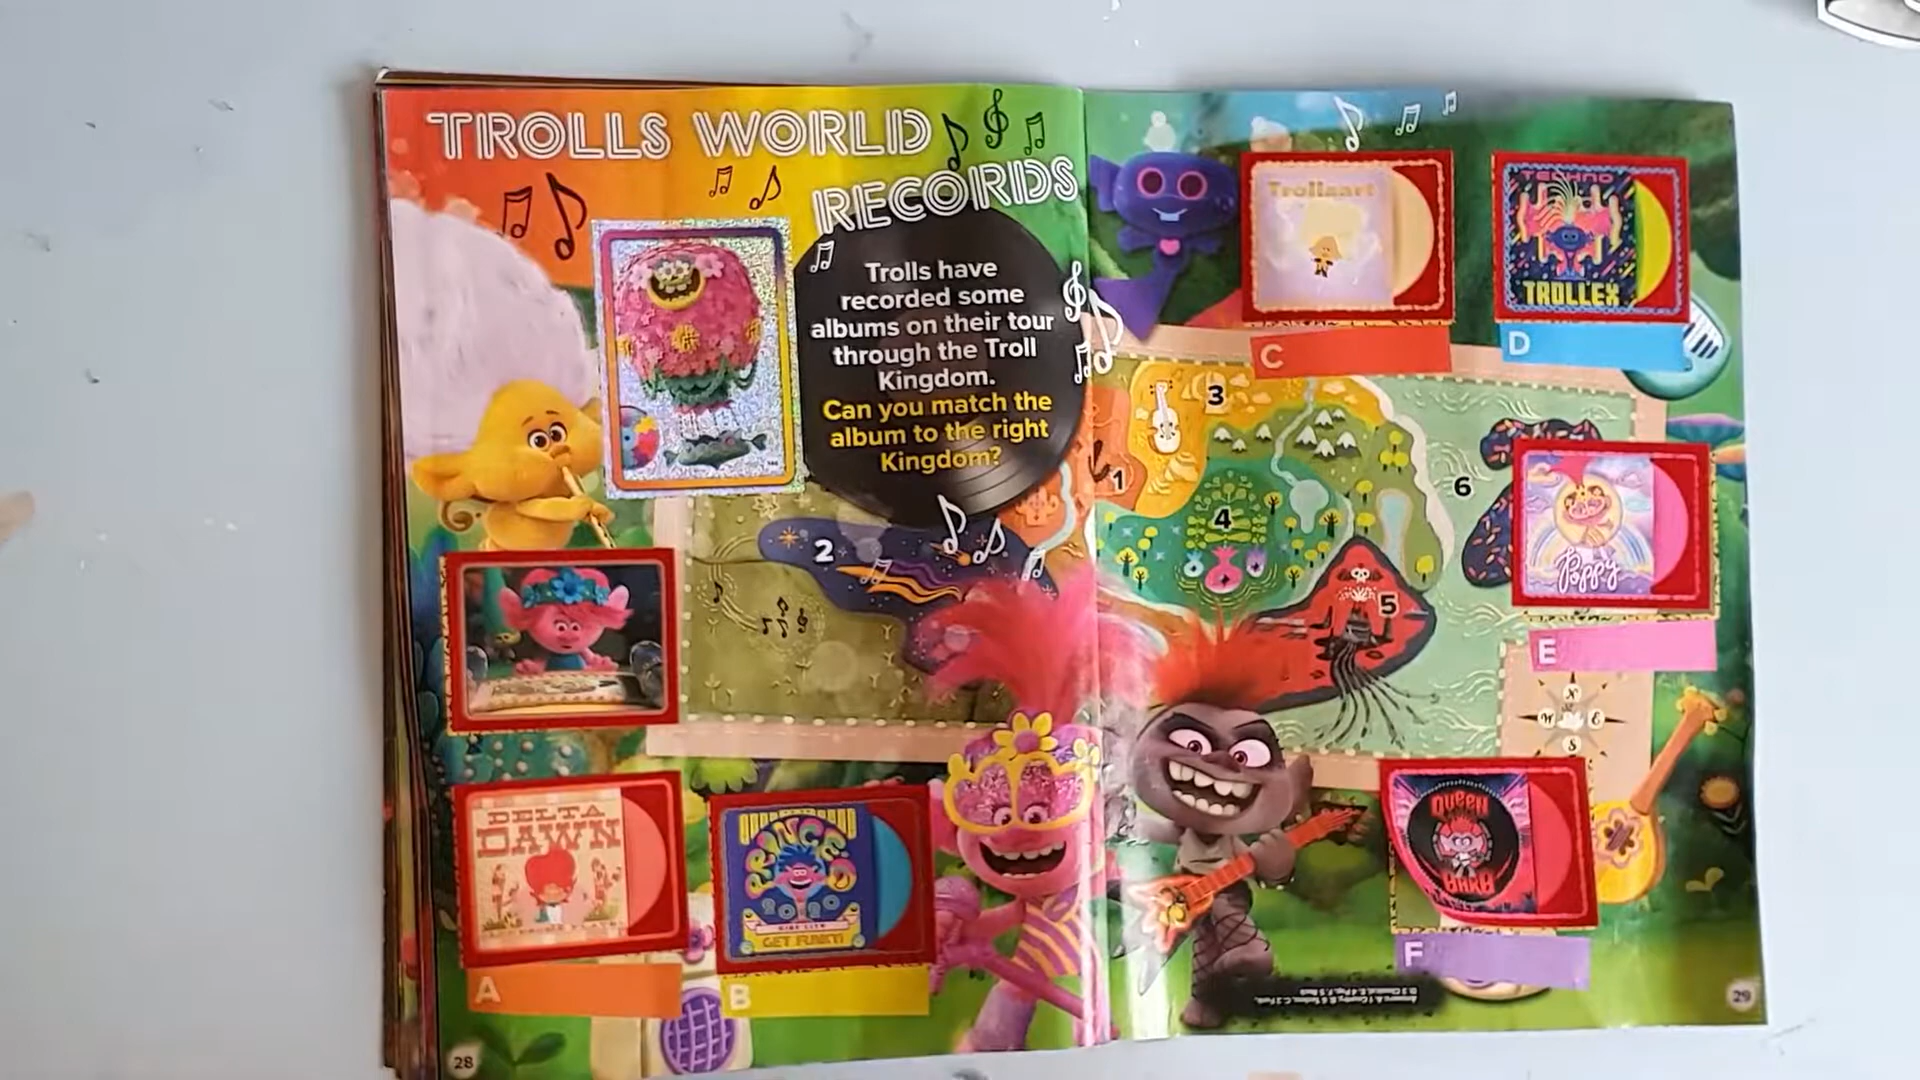 TROLLS WORLD
RECORDS
Trolls have
recorded some
albums on their tour
through the Troll
Kingdom.
Can you match the
album to the right
Kingdom?
Trollzart
TECHNO
TROLLEX
C
D
3
1
6
4
2
5
Poppy
E
N
W
E
S
DELTA
DAWN
PRINCE D
2020
GET FUNKY!
QUEEN
BARB
A
B
F
28
29